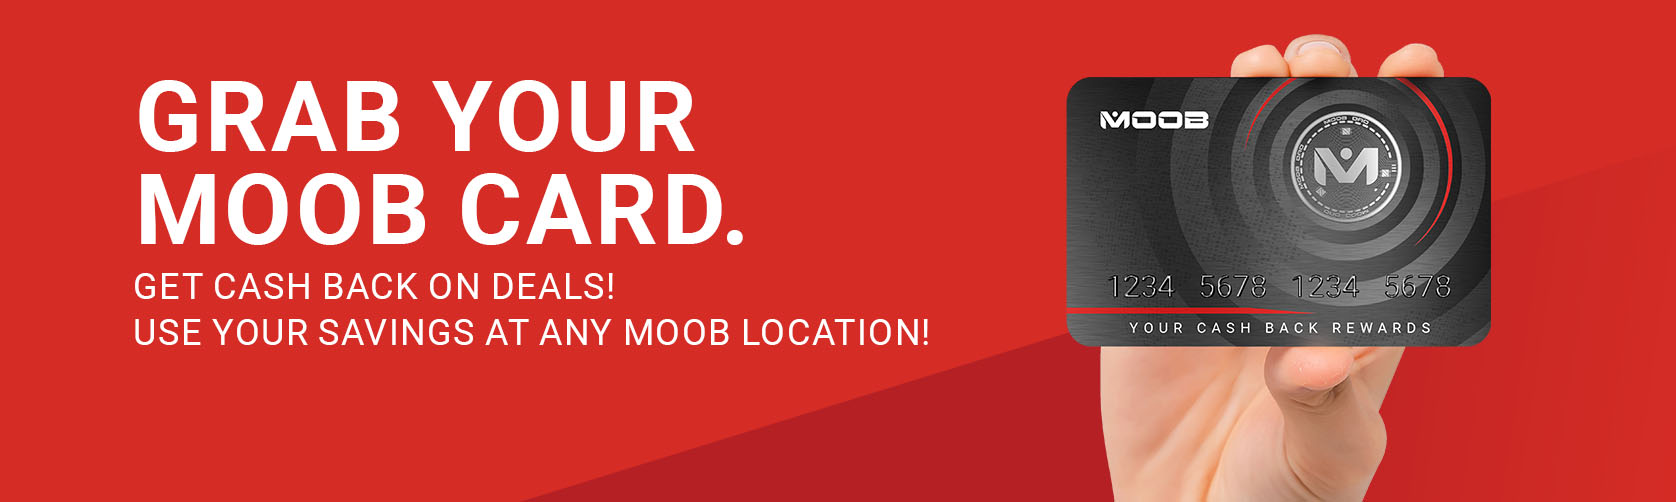 GRAB YOUR
MOOB CARD.
GET CASH BACK ON DEALS!
USE YOUR SAVINGS AT ANY MOOB LOCATION!
MOOB
M
1234 5678 1234 5678
YOUR CASH BACK REWARDS